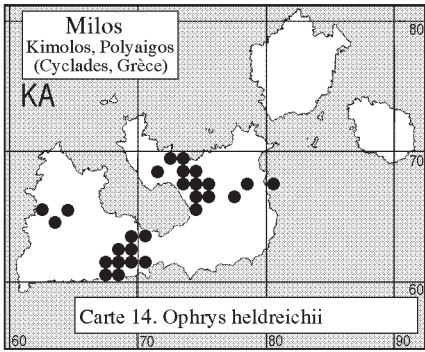 Milos
Kimolos, Polyaigos
(Cyclades, Grèce)
KA
80
70
60
Carte 14. Ophrys heldreichii
60
70
80
90